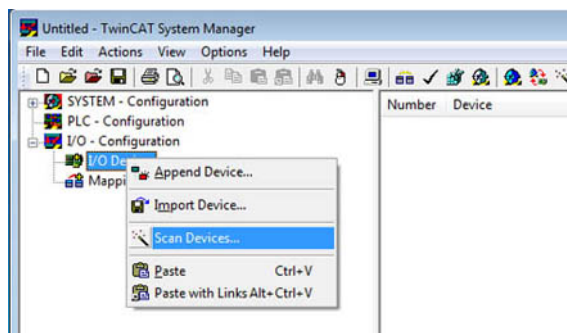 Untitled - TwinCAT System Manager
File Edit Actions View Options Help
SYSTEM - Configuration
PLC - Configuration
I/O - Configuration
I/O De
Mappi
Number Device
Append Device...
Import Device...
Scan Devices...
Paste Ctrl+V
Paste with Links Alt+Ctrl+V